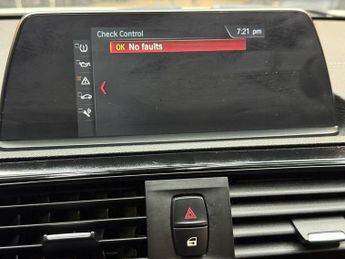 Check Control
7:21 pm
OK No faults